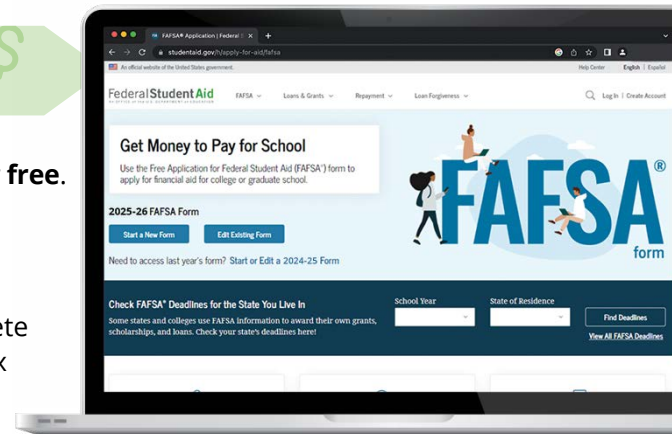 FAFSA® Application | Federal S
studentaid.gov/h/apply-for-aid/fafsa
An official website of the United States government.
Help Center English | Español
Federal Student Aid
FAFSA
Loans & Grants
Repayment
Loan Forgiveness
Log In | Create Account
$
free.
Get Money to Pay for School
Use the Free Application for Federal Student Aid (FAFSA®) form to
apply for financial aid for college or graduate school.
2025-26 FAFSA Form
Start a New Form
Edit Existing Form
Need to access last year's form? Start or Edit a 2024-25 Form
FAFSA®
form
Check FAFSA® Deadlines for the State You Live In
Some states and colleges use FAFSA information to award their own grants,
scholarships, and loans. Check your state's deadlines here!
School Year
State of Residence
Find Deadlines
View All FAFSA Deadlines
ete
x